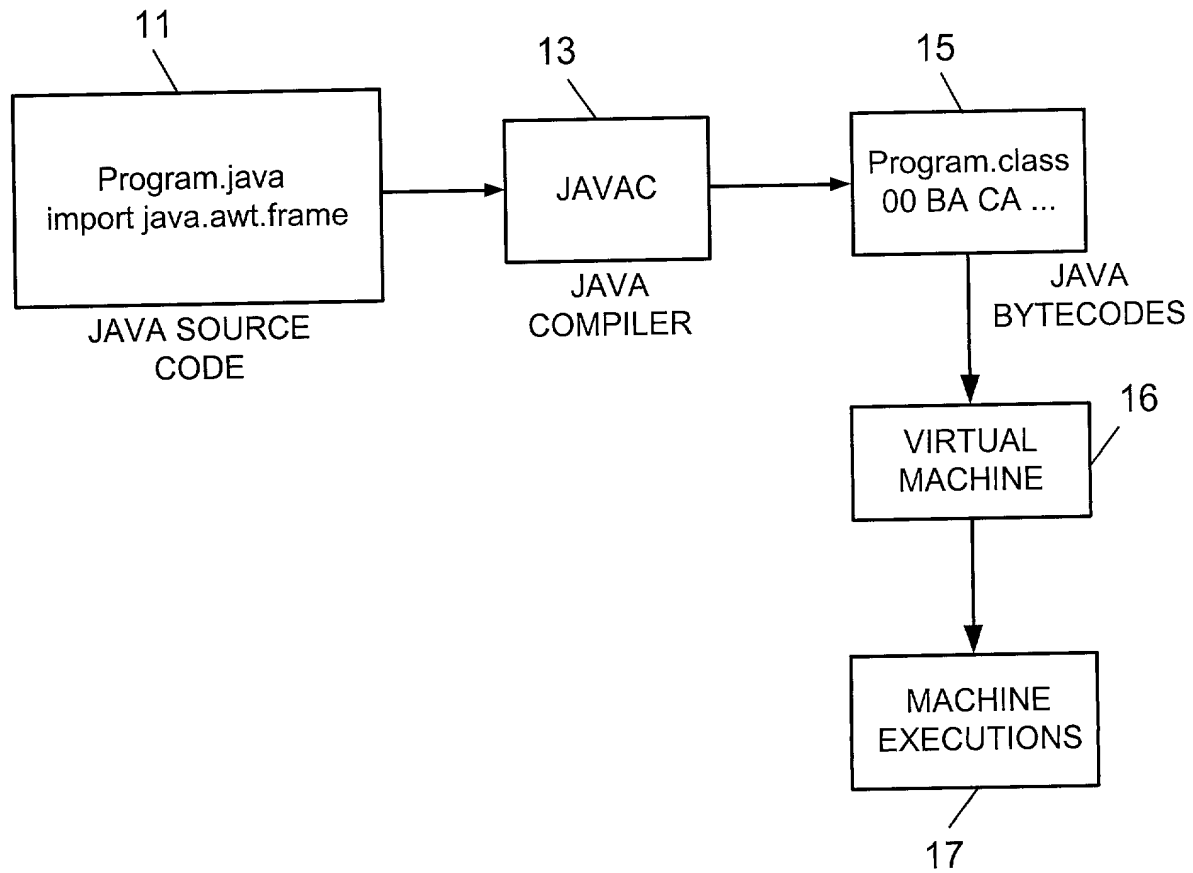 11
Program.java
import java.awt.frame
JAVA SOURCE
CODE
13
JAVAC
JAVA
COMPILER
15
Program.class
00 BA CA ...
JAVA
BYTECODES
16
VIRTUAL
MACHINE
MACHINE
EXECUTIONS
17